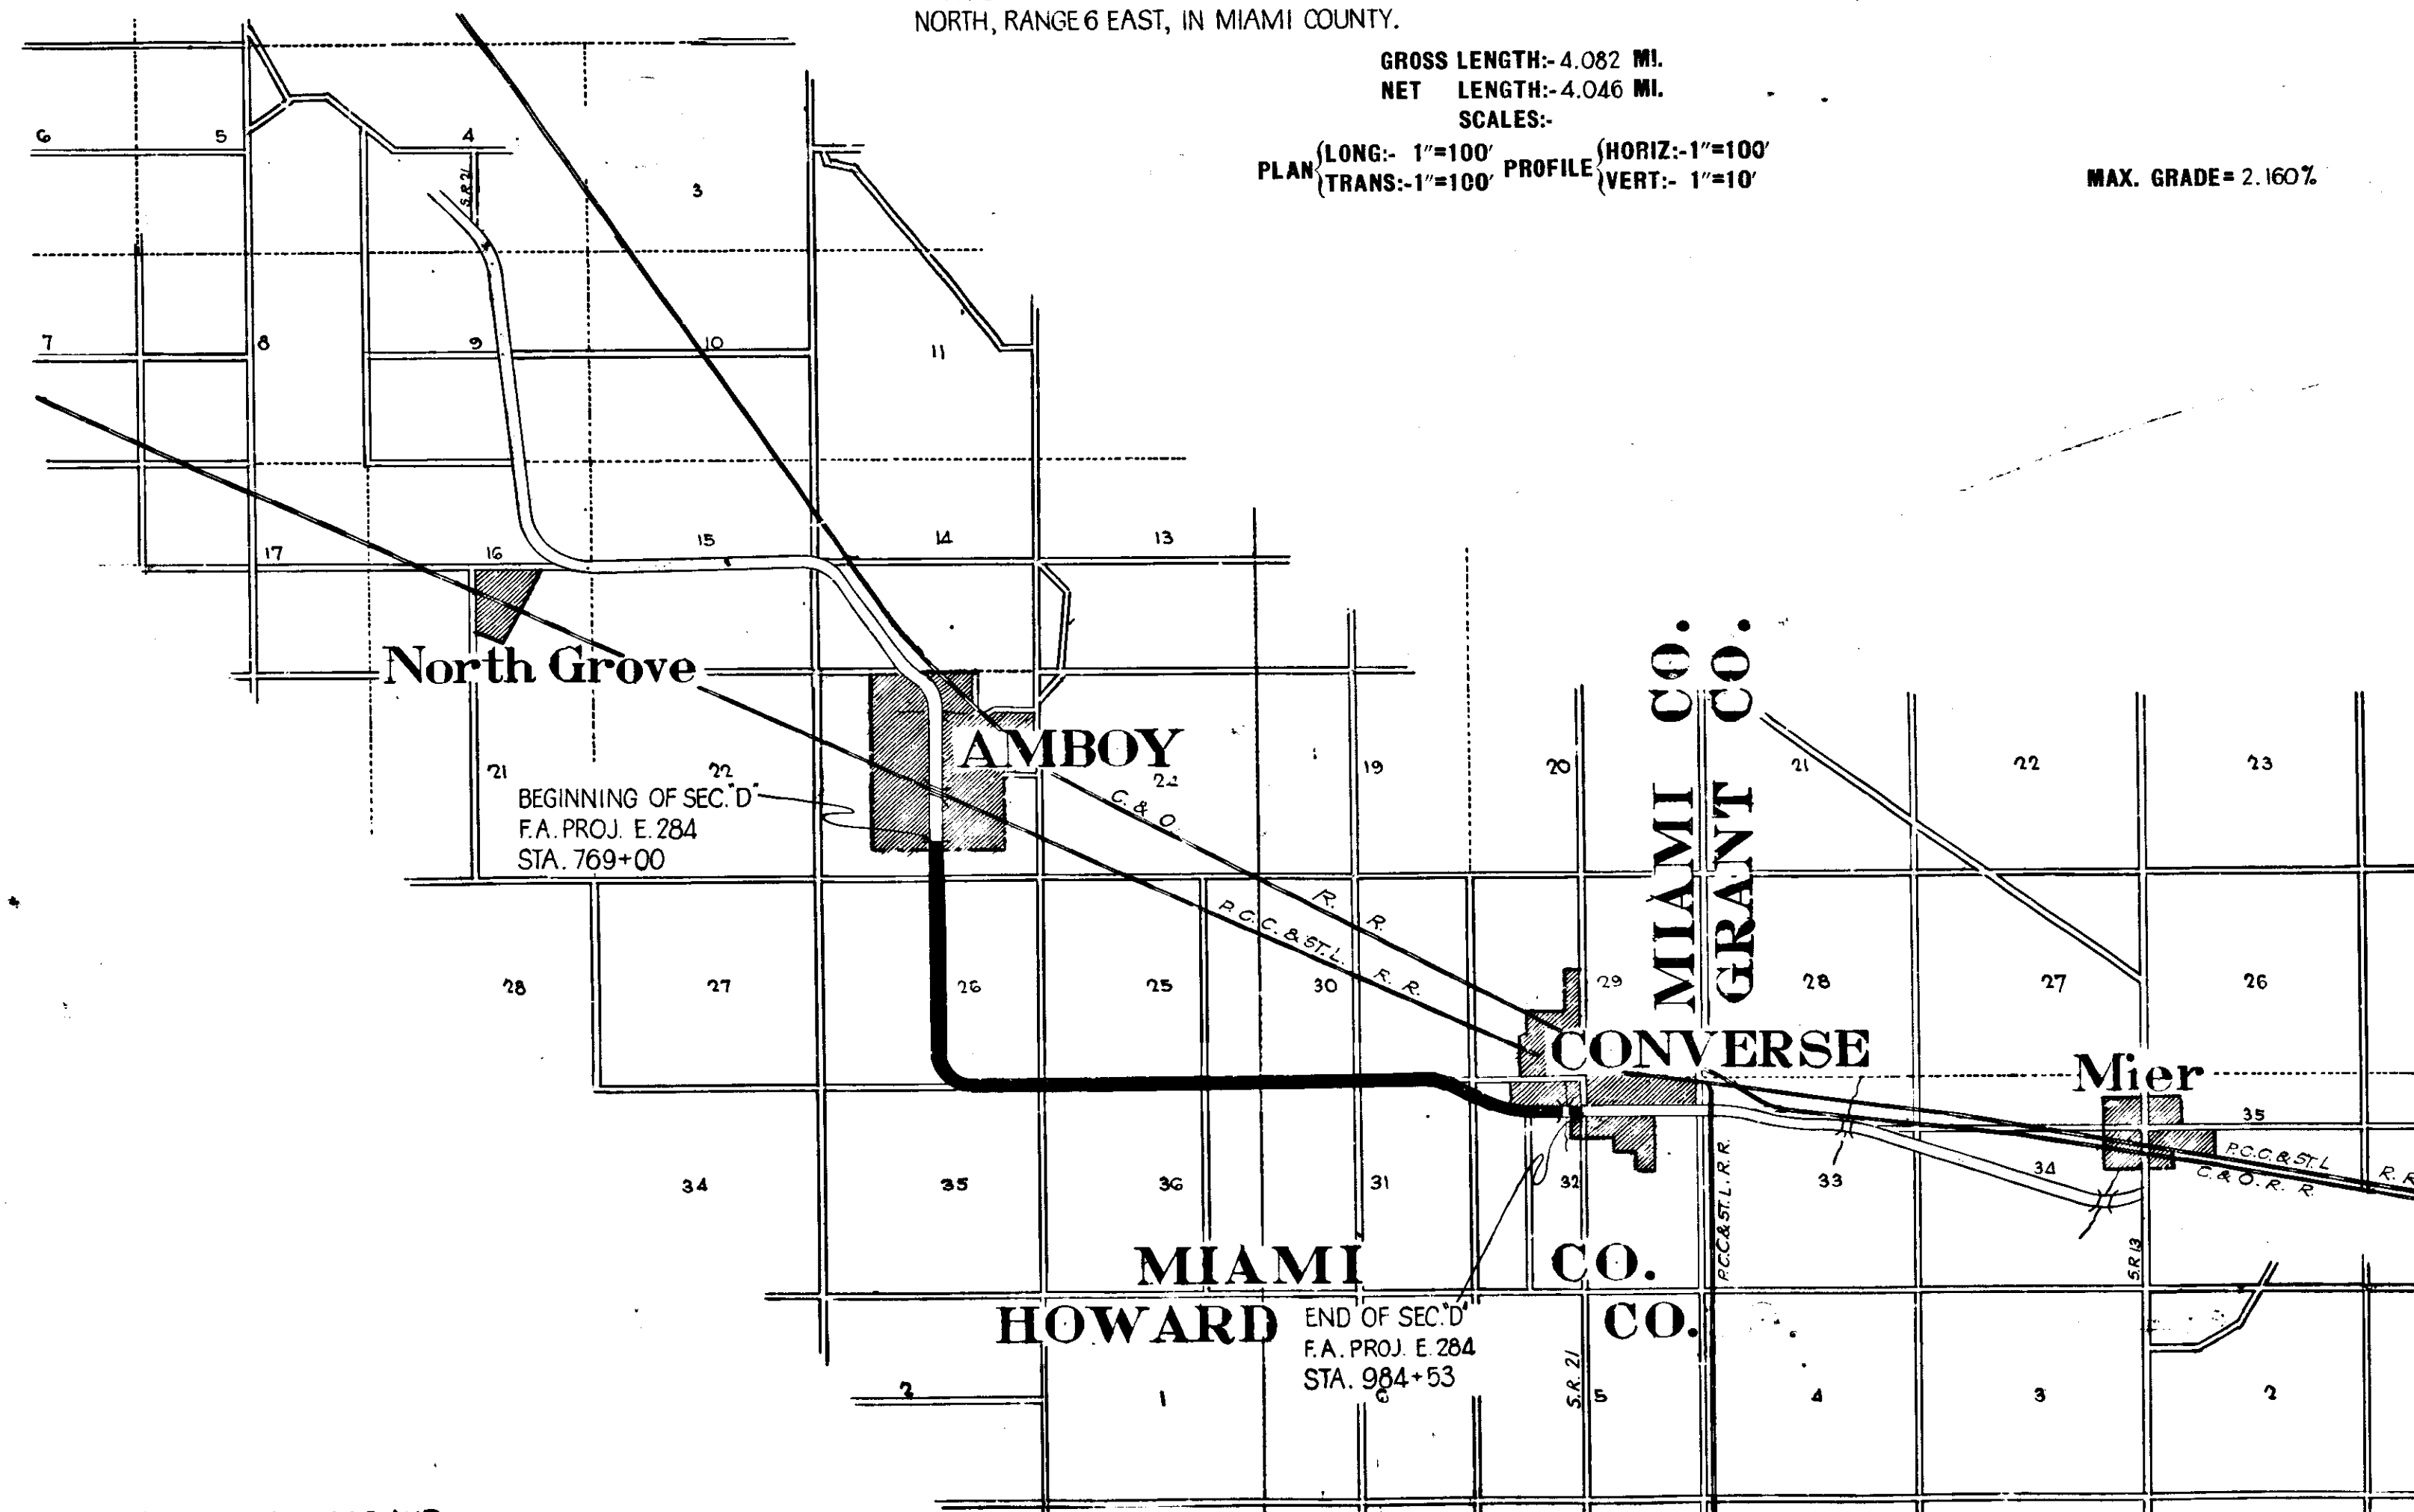 NORTH, RANGE 6 EAST, IN MIAMI COUNTY.
GROSS LENGTH:- 4.082 MI.
NET LENGTH:- 4.046 MI.
SCALES:-
PLAN LONG:- 1"=100' PROFILE HORIZ:-1"=100'
TRANS:-1"=100' VERT:- 1"=10'
MAX. GRADE= 2.160%
6 5 4 3
S.R. 21
7 8 9 10 11
17 16 15 14 13
North Grove
AMBOY
21 22 19 20 21 22 23
BEGINNING OF SEC. "D"
F.A. PROJ. E. 284
STA. 769+00
C. & O. R. R.
P.C.C. & ST.L. R. R.
MIAMI CO.
GRANT CO.
28 27 26 25 30 29 28 27 26
CONVERSE
Mier
35
34 35 36 31 32 33 34
P.C.C. & ST.L. R.R.
P.C.C. & ST.L R. R
C. & O. R. R.
S.R. 13
MIAMI CO.
HOWARD CO.
END OF SEC. "D"
F.A. PROJ. E. 284
STA. 984+53
S.R. 21
2 1 6 5 4 3 2